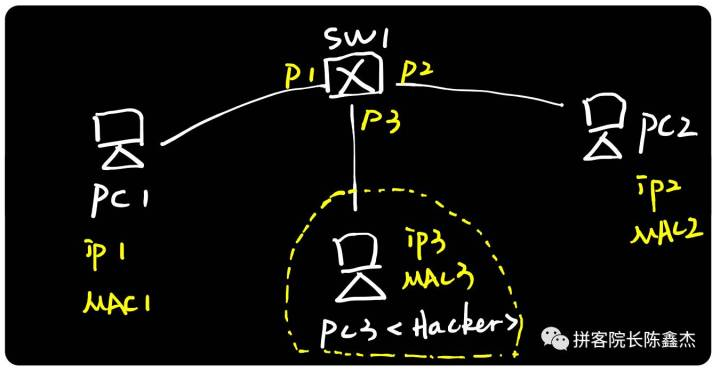 SW1
P1
P2
P3
PC1
ip1
MAC1
PC2
ip2
MAC2
ip3
MAC3
PC3 <Hacker>
拼客院长陈鑫杰